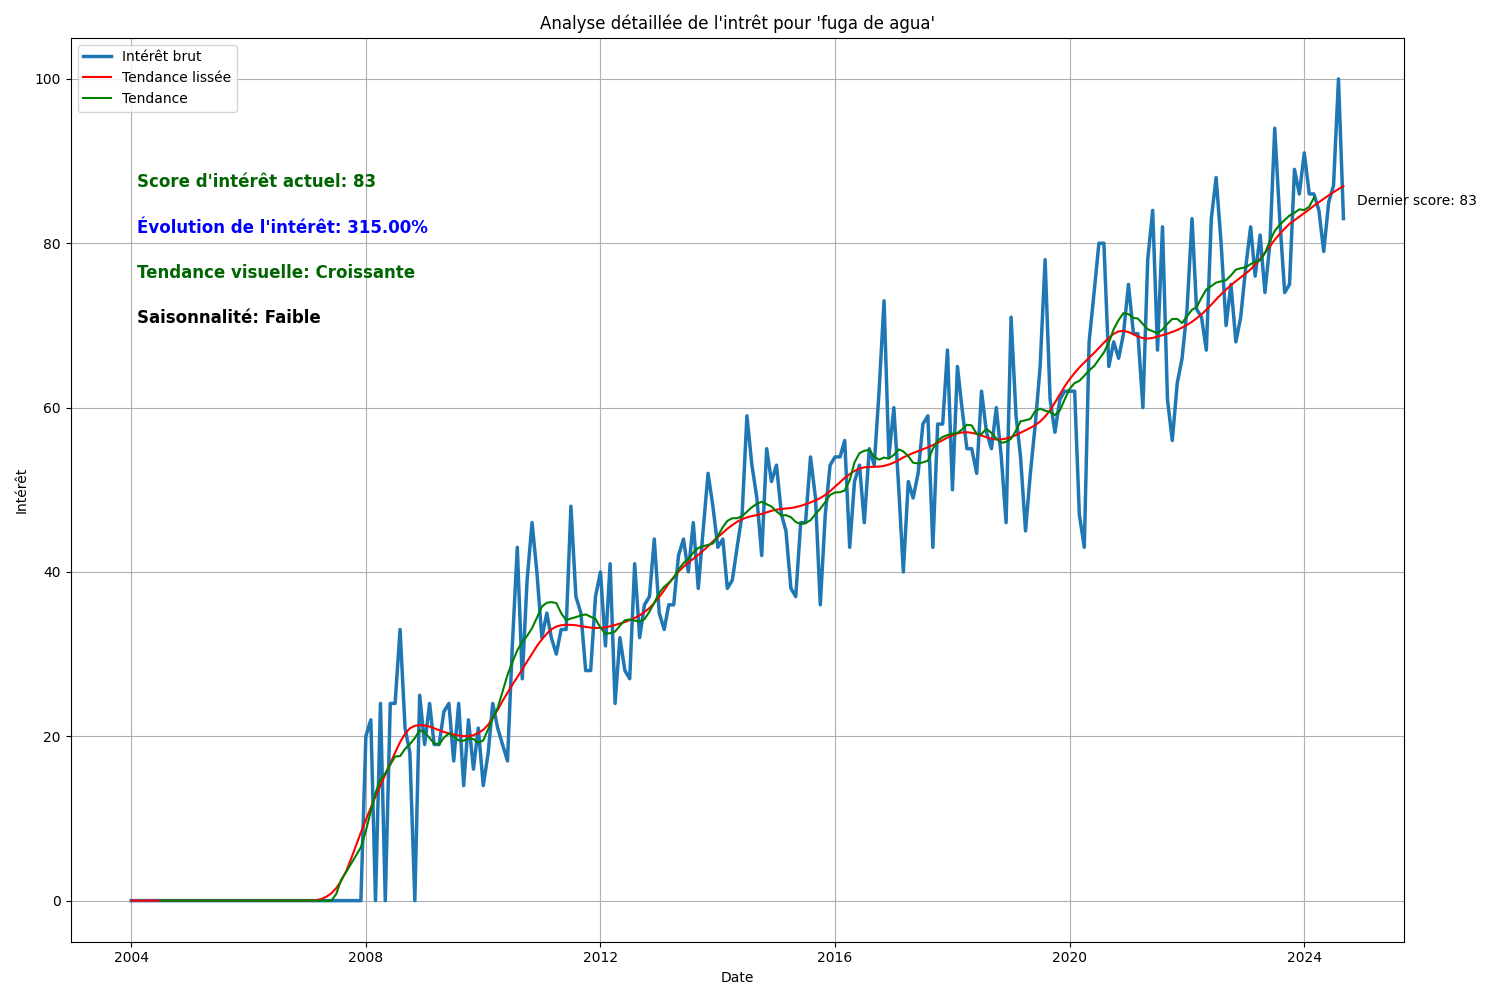 Analyse détaillée de l'intrêt pour 'fuga de agua'
Intérêt brut
Tendance lissée
Tendance
Score d'intérêt actuel: 83
Évolution de l'intérêt: 315.00%
Tendance visuelle: Croissante
Saisonnalité: Faible
Dernier score: 83
Intérêt
100
80
60
40
20
0
2004
2008
2012
2016
2020
2024
Date